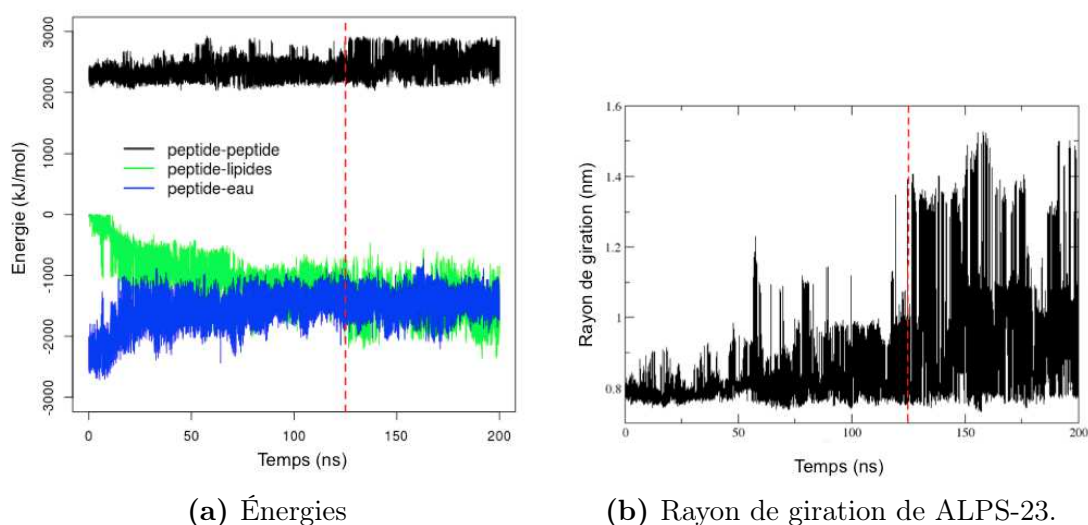 3000
2000
1000
0
-1000
-2000
-3000
Energie (kJ/mol)
peptide-peptide
peptide-lipides
peptide-eau
0
50
100
150
200
Temps (ns)
(a) Énergies
1.6
1.4
1.2
1
0.8
Rayon de giration (nm)
0
50
100
150
200
Temps (ns)
(b) Rayon de giration de ALPS-23.